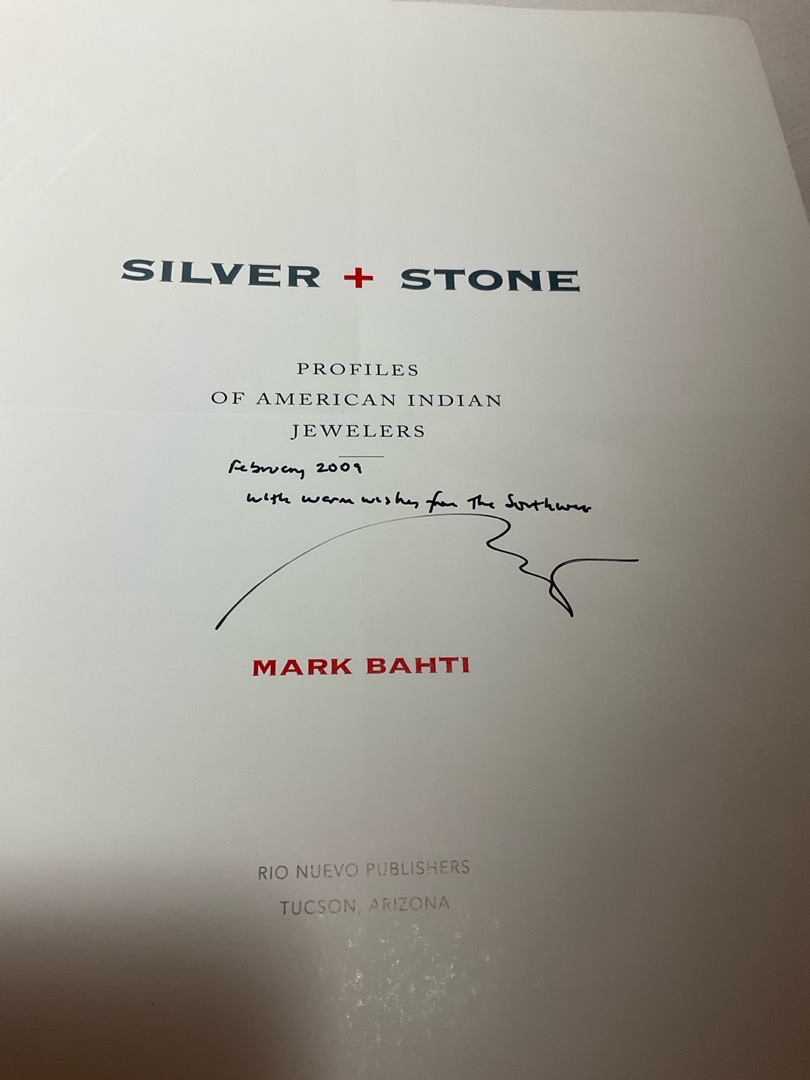 SILVER + STONE
PROFILES
OF AMERICAN INDIAN
JEWELERS
February 2009
with warm wishes from The Southwest
MARK BAHTI
RIO NUEVO PUBLISHERS
TUCSON, ARIZONA